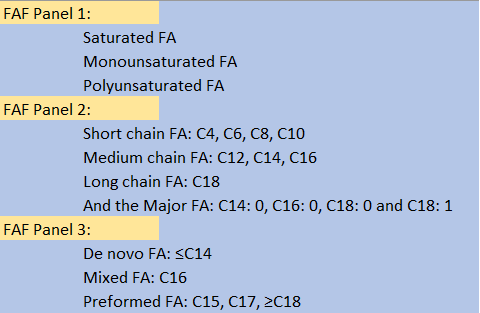 FAF Panel 1:
Saturated FA
Monounsaturated FA
Polyunsaturated FA
FAF Panel 2:
Short chain FA: C4, C6, C8, C10
Medium chain FA: C12, C14, C16
Long chain FA: C18
And the Major FA: C14: 0, C16: 0, C18: 0 and C18: 1
FAF Panel 3:
De novo FA: ≤C14
Mixed FA: C16
Preformed FA: C15, C17, ≥C18